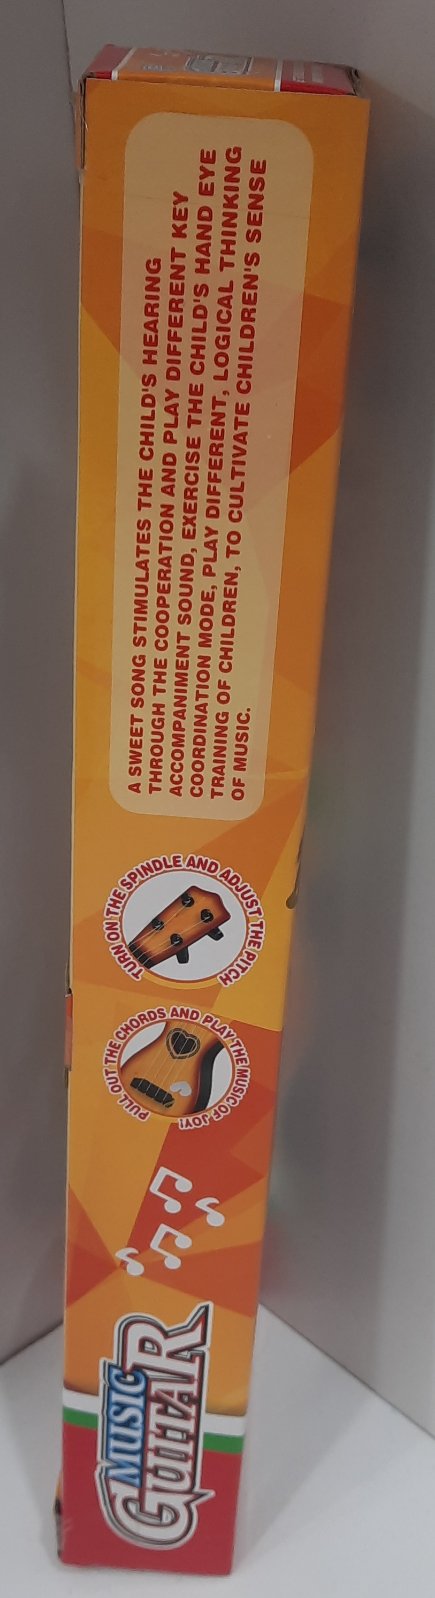 A SWEET SONG STIMULATES THE CHILD'S HEARING
THROUGH THE COOPERATION AND PLAY DIFFERENT KEY
ACCOMPANIMENT SOUND, EXERCISE THE CHILD'S HAND EYE
COORDINATION MODE, PLAY DIFFERENT, LOGICAL THINKING
TRAINING OF CHILDREN, TO CULTIVATE CHILDREN'S SENSE
OF MUSIC.
TURN ON THE SPINDLE AND ADJUST THE PITCH
PULL OUT THE CHORDS AND PLAY THE MUSIC OF JOY!
MUSIC
GUITAR